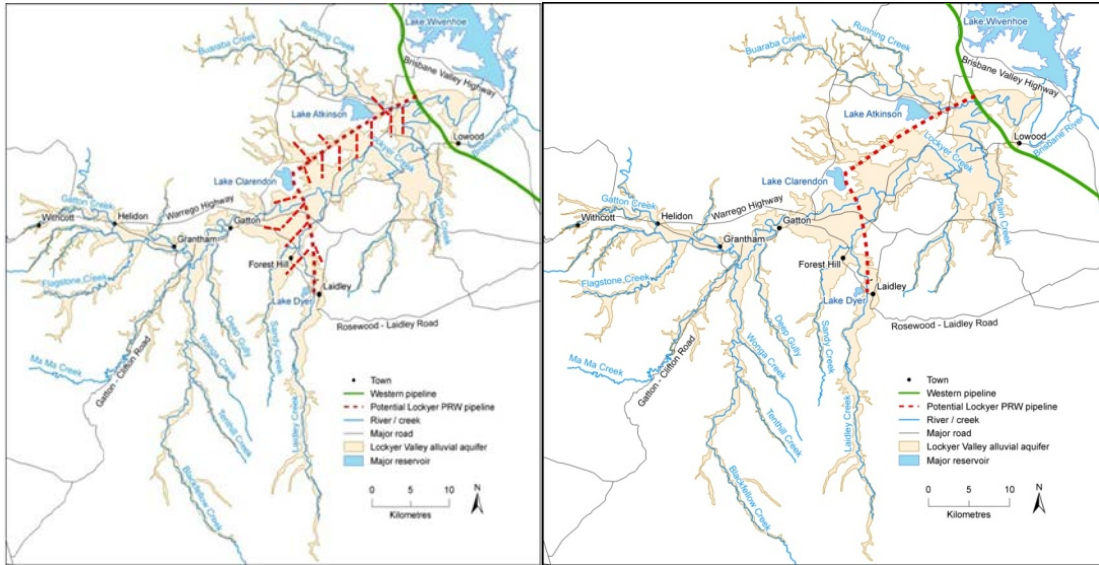 Lake Wivenhoe
Running Creek
Buaraba Creek
Brisbane Valley Highway
Lake Atkinson
Lowood
Brisbane River
Lockyer Creek
Lake Clarendon
Plain Creek
Warrego Highway
Gatton Creek
Withcott
Helidon
Gatton
Grantham
Forest Hill
Flagstone Creek
Laidley
Lake Dyer
Rosewood - Laidley Road
Deep Gully
Sandy Creek
Wonga Creek
Ma Ma Creek
Gatton - Clifton Road
Tenthill Creek
Laidley Creek
Blackfellow Creek
Town
Western pipeline
Potential Lockyer PRW pipeline
River / creek
Major road
Lockyer Valley alluvial aquifer
Major reservoir
0 5 10
Kilometres
N
Lake Wivenhoe
Running Creek
Buaraba Creek
Brisbane Valley Highway
Lake Atkinson
Lowood
Brisbane River
Lockyer Creek
Lake Clarendon
Plain Creek
Warrego Highway
Gatton Creek
Withcott
Helidon
Gatton
Grantham
Forest Hill
Flagstone Creek
Laidley
Lake Dyer
Rosewood - Laidley Road
Deep Gully
Sandy Creek
Wonga Creek
Ma Ma Creek
Gatton - Clifton Road
Tenthill Creek
Laidley Creek
Blackfellow Creek
Town
Western pipeline
Potential Lockyer PRW pipeline
River / creek
Major road
Lockyer Valley alluvial aquifer
Major reservoir
0 5 10
Kilometres
N